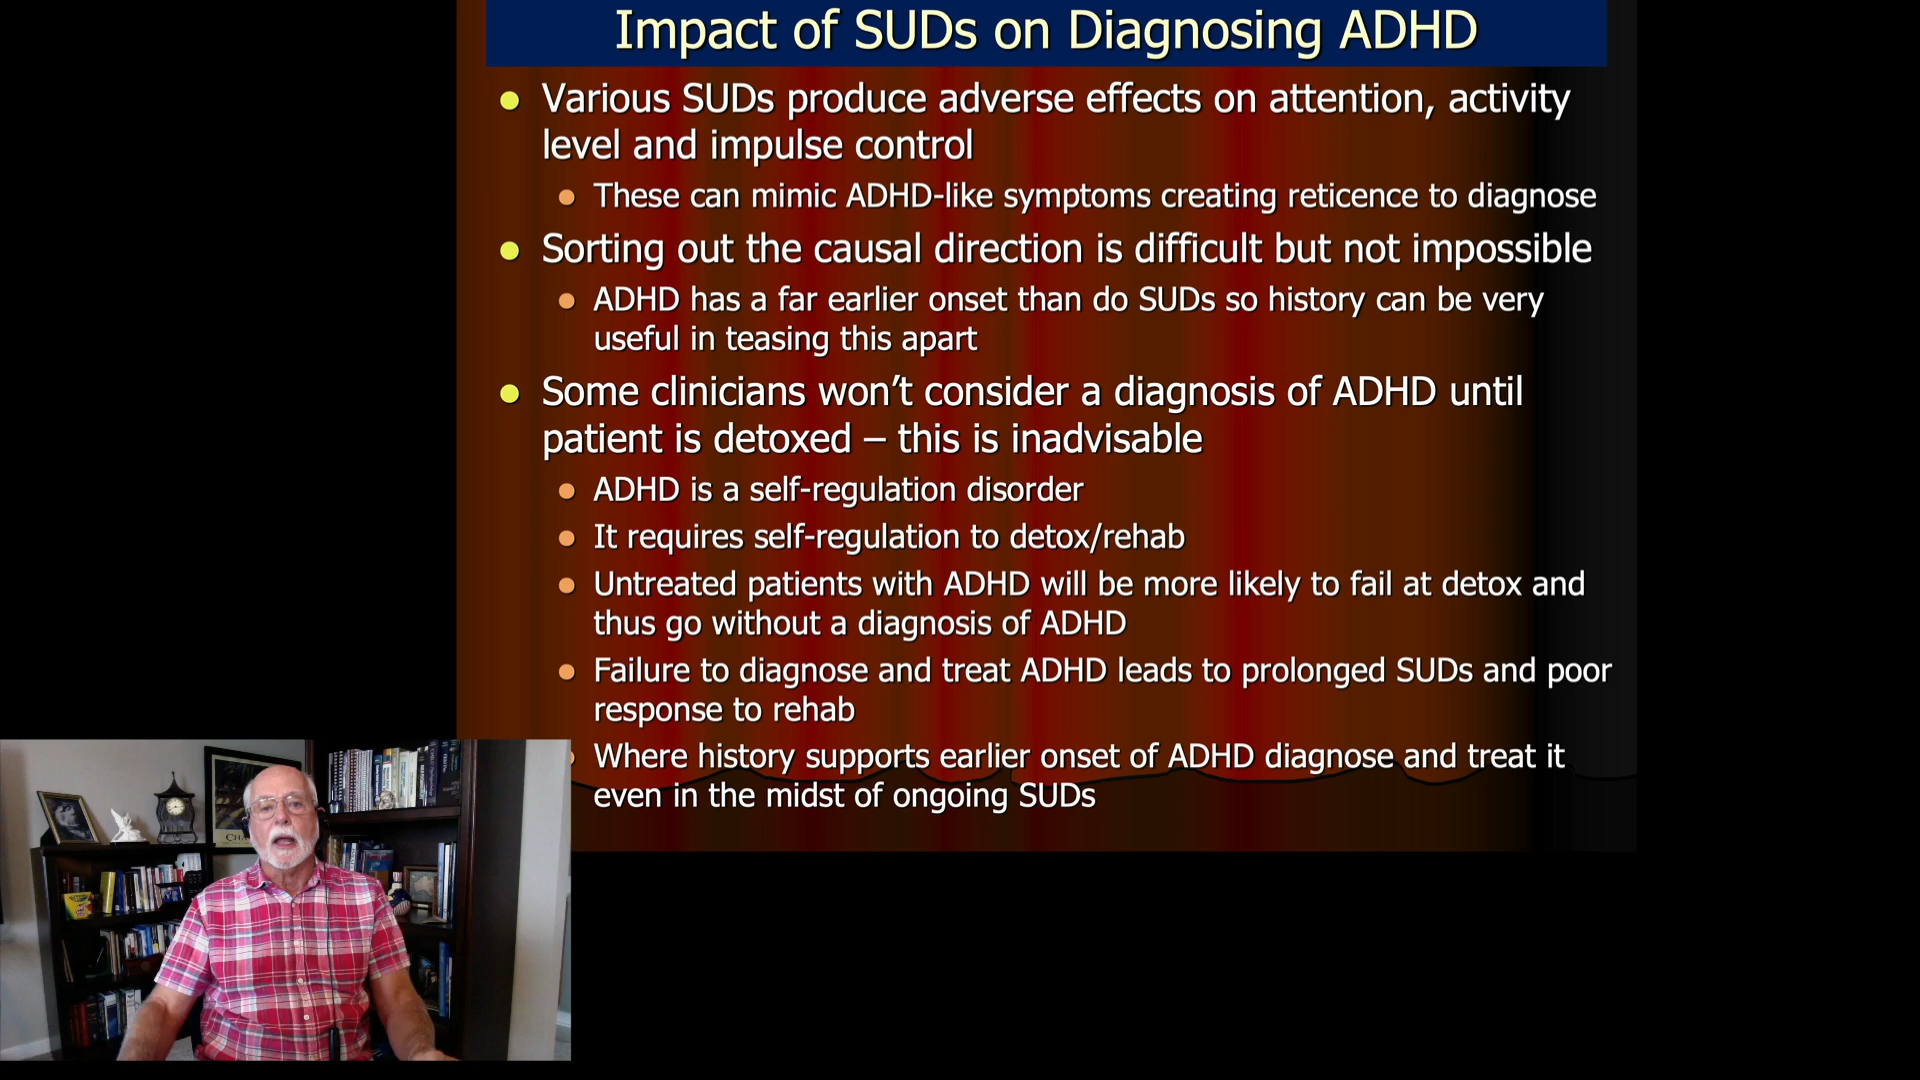 Impact of SUDs on Diagnosing ADHD
Various SUDs produce adverse effects on attention, activity
level and impulse control
These can mimic ADHD-like symptoms creating reticence to diagnose
Sorting out the causal direction is difficult but not impossible
ADHD has a far earlier onset than do SUDs so history can be very
useful in teasing this apart
Some clinicians won’t consider a diagnosis of ADHD until
patient is detoxed – this is inadvisable
ADHD is a self-regulation disorder
It requires self-regulation to detox/rehab
Untreated patients with ADHD will be more likely to fail at detox and
thus go without a diagnosis of ADHD
Failure to diagnose and treat ADHD leads to prolonged SUDs and poor
response to rehab
Where history supports earlier onset of ADHD diagnose and treat it
even in the midst of ongoing SUDs